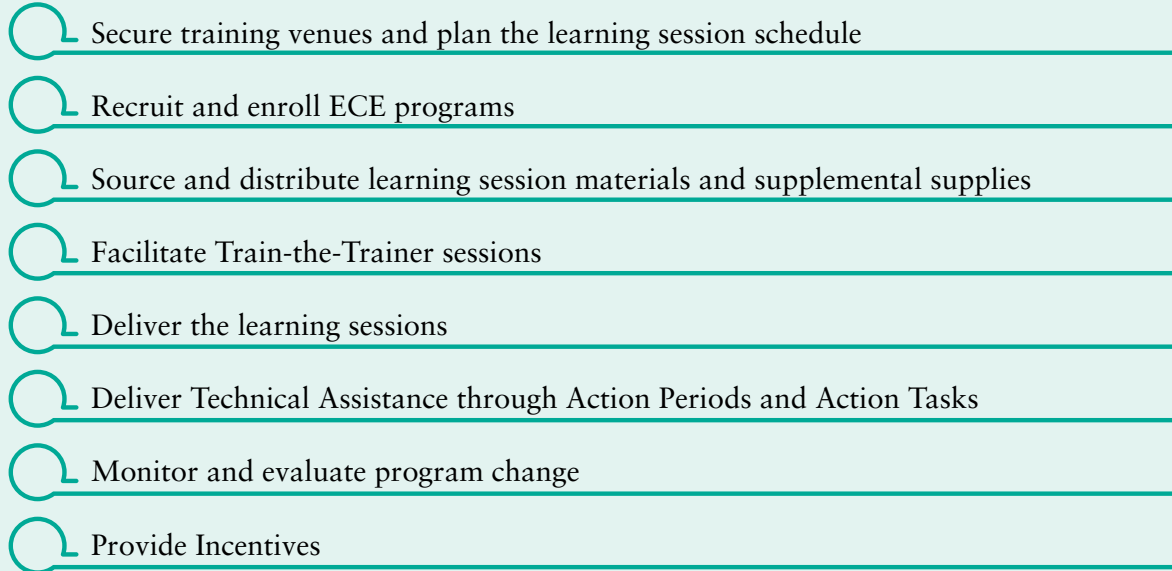 Secure training venues and plan the learning session schedule
Recruit and enroll ECE programs
Source and distribute learning session materials and supplemental supplies
Facilitate Train-the-Trainer sessions
Deliver the learning sessions
Deliver Technical Assistance through Action Periods and Action Tasks
Monitor and evaluate program change
Provide Incentives